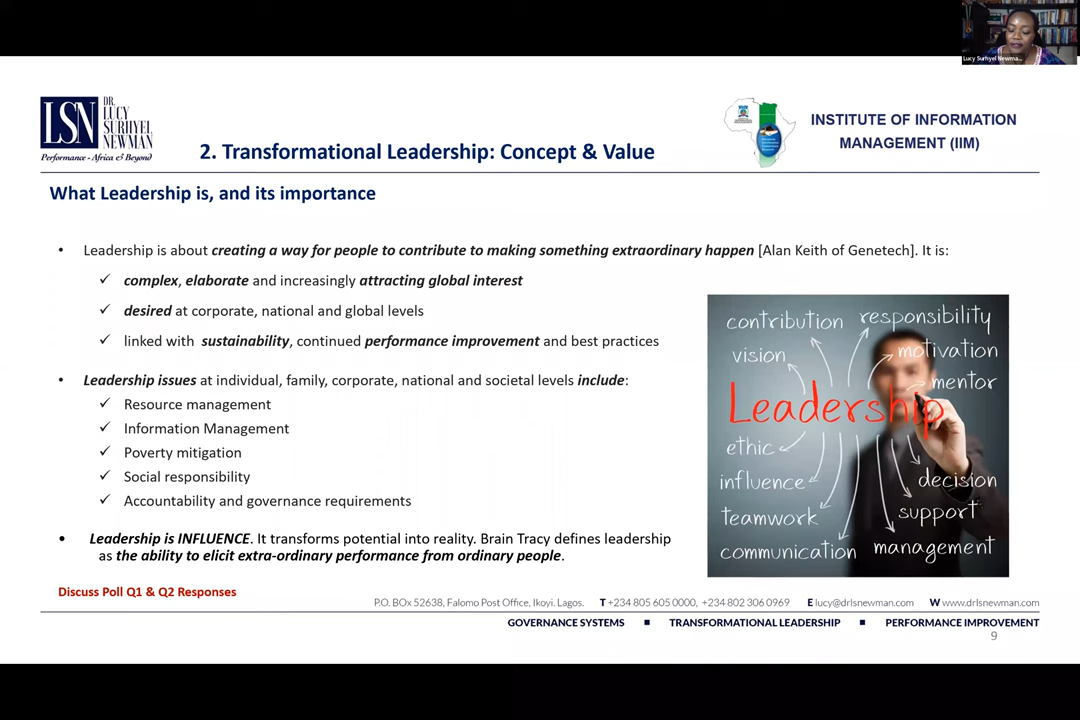 Lucy Surhyel Newma...
LSN
DR.
LUCY
SURHYEL
NEWMAN
Performance - Africa & Beyond
2. Transformational Leadership: Concept & Value
INSTITUTE OF INFORMATION
MANAGEMENT (IIM)
What Leadership is, and its importance
• Leadership is about creating a way for people to contribute to making something extraordinary happen [Alan Keith of Genetech]. It is:
✓ complex, elaborate and increasingly attracting global interest
✓ desired at corporate, national and global levels
✓ linked with sustainability, continued performance improvement and best practices
• Leadership issues at individual, family, corporate, national and societal levels include:
✓ Resource management
✓ Information Management
✓ Poverty mitigation
✓ Social responsibility
✓ Accountability and governance requirements
• Leadership is INFLUENCE. It transforms potential into reality. Brain Tracy defines leadership
as the ability to elicit extra-ordinary performance from ordinary people.
contribution
responsibility
vision
motivation
mentor
Leadership
ethic
influence
decision
teamwork
support
communication
management
Discuss Poll Q1 & Q2 Responses
P.O. BOx 52638, Falomo Post Office, Ikoyi. Lagos. T +234 805 605 0000, +234 802 306 0969 E lucy@drlsnewman.com W www.drlsnewman.com
GOVERNANCE SYSTEMS ■ TRANSFORMATIONAL LEADERSHIP ■ PERFORMANCE IMPROVEMENT
9